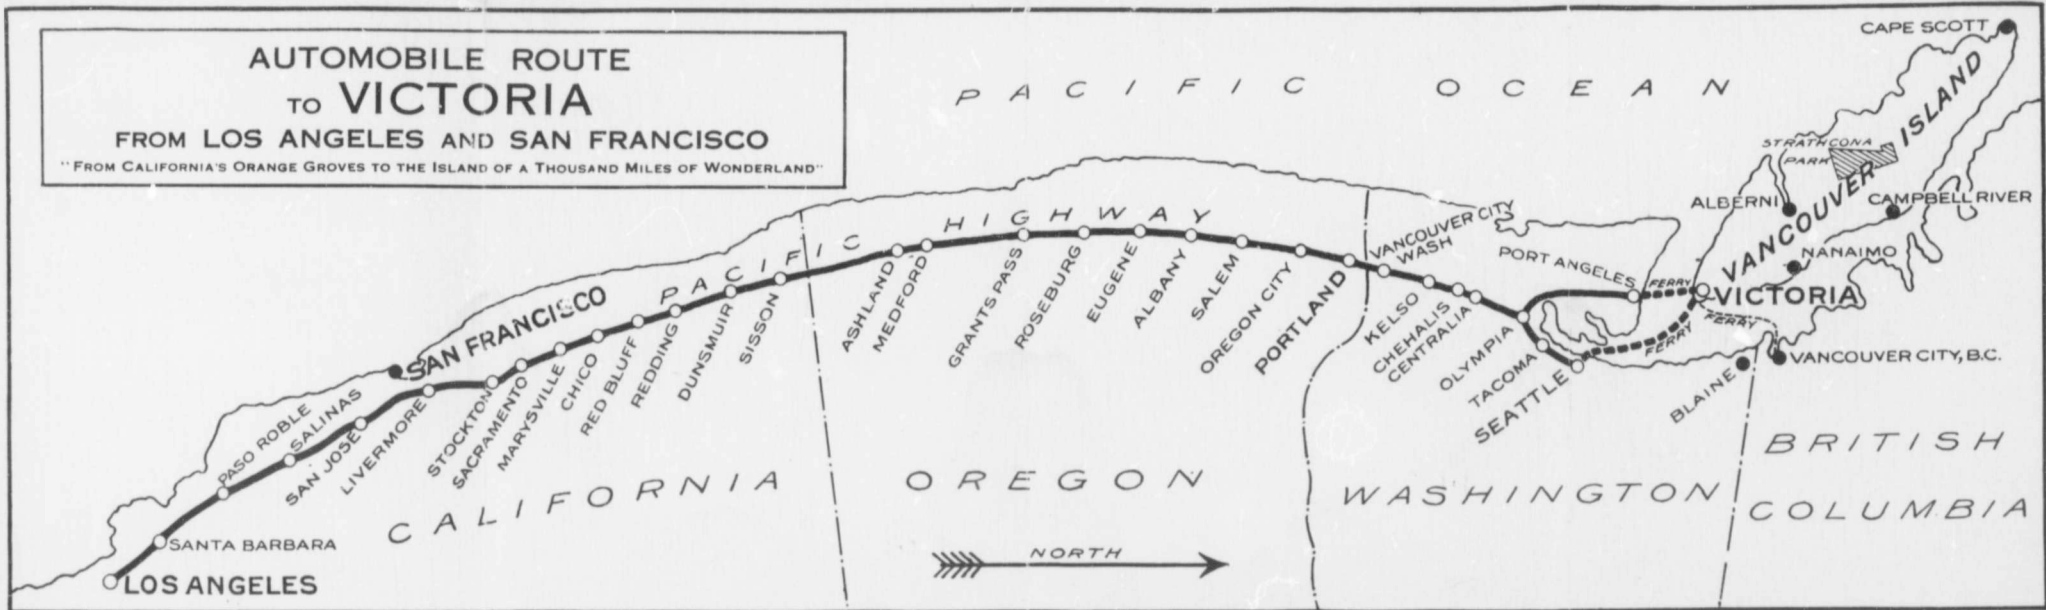 AUTOMOBILE ROUTE
TO VICTORIA
FROM LOS ANGELES AND SAN FRANCISCO
"FROM CALIFORNIA'S ORANGE GROVES TO THE ISLAND OF A THOUSAND MILES OF WONDERLAND"
PACIFIC OCEAN
CAPE SCOTT
VANCOUVER ISLAND
STRATHCONA
PARK
ALBERNI
CAMPBELL RIVER
NANAIMO
PACIFIC HIGHWAY
LOS ANGELES
SANTA BARBARA
PASO ROBLE
SALINAS
SAN JOSE
SAN FRANCISCO
LIVERMORE
STOCKTON
SACRAMENTO
MARYSVILLE
CHICO
RED BLUFF
REDDING
DUNSMUIR
SISSON
ASHLAND
MEDFORD
GRANTS PASS
ROSEBURG
EUGENE
ALBANY
SALEM
OREGON CITY
PORTLAND
VANCOUVER CITY
WASH
KELSO
CHEHALIS
CENTRALIA
OLYMPIA
TACOMA
SEATTLE
PORT ANGELES
FERRY
FERRY
FERRY
VICTORIA
VANCOUVER CITY, B.C.
BLAINE
CALIFORNIA
OREGON
WASHINGTON
BRITISH
COLUMBIA
NORTH